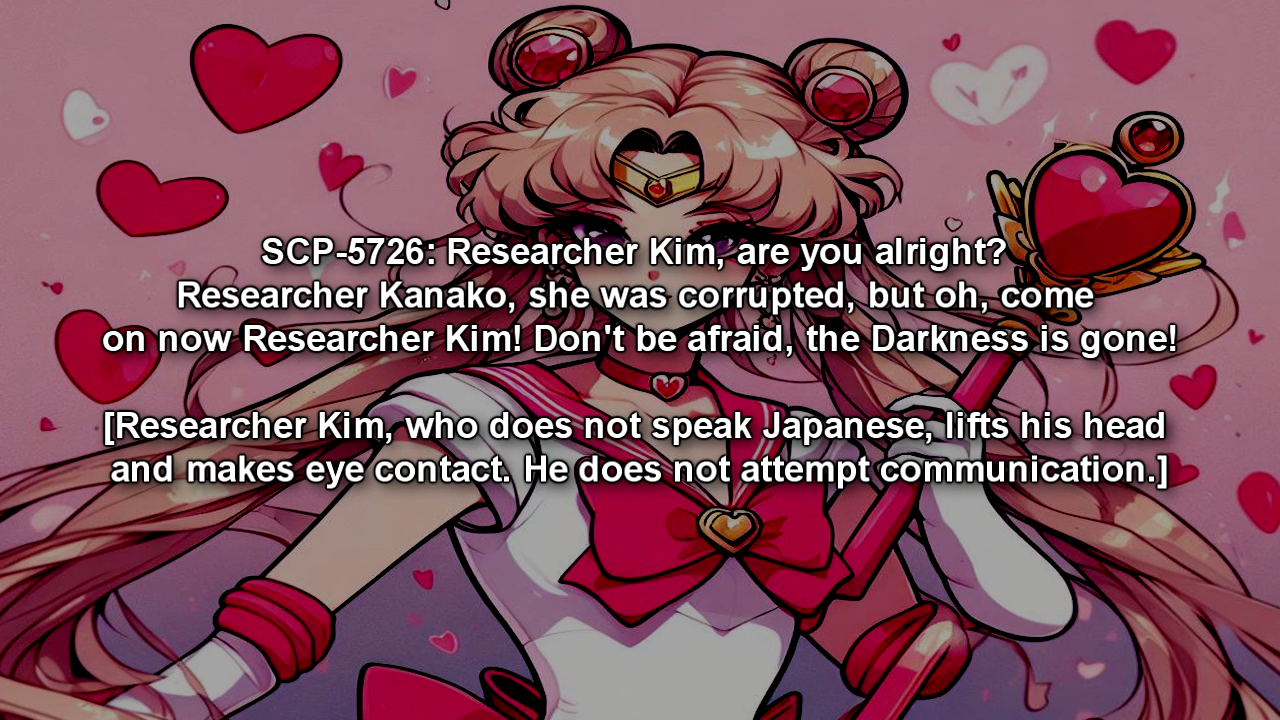 SCP-5726: Researcher Kim, are you alright?
Researcher Kanako, she was corrupted, but oh, come
on now Researcher Kim! Don't be afraid, the Darkness is gone!
[Researcher Kim, who does not speak Japanese, lifts his head
and makes eye contact. He does not attempt communication.]